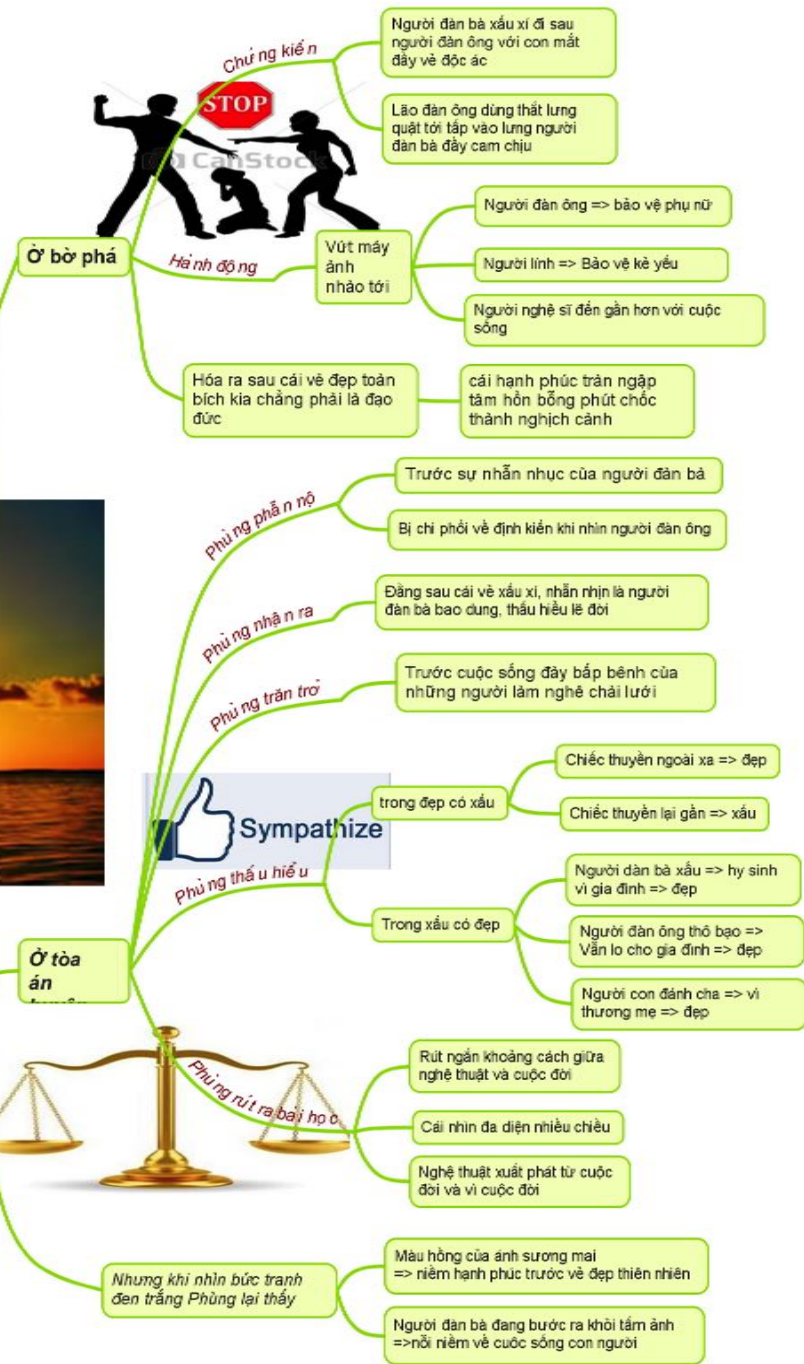 Chứng kiến
Người đàn bà xấu xí đi sau
người đàn ông với con mắt
đầy vẻ độc ác
Lão đàn ông dùng thắt lưng
quật tới tấp vào lưng người
đàn bà đầy cam chịu
STOP
CanStock
Ở bờ phá
Hành động
Vứt máy
ảnh
nhào tới
Người đàn ông => bảo vệ phụ nữ
Người lính => Bảo vệ kẻ yếu
Người nghệ sĩ đến gần hơn với cuộc
sống
Hóa ra sau cái vẻ đẹp toàn
bích kia chẳng phải là đạo
đức
cái hạnh phúc tràn ngập
tâm hồn bỗng phút chốc
thành nghịch cảnh
Phùng phẫn nộ
Trước sự nhẫn nhục của người đàn bà
Bị chi phối về định kiến khi nhìn người đàn ông
Phùng nhận ra
Đằng sau cái vẻ xấu xí, nhẫn nhịn là người
đàn bà bao dung, thấu hiểu lẽ đời
Phùng trăn trở
Trước cuộc sống đầy bấp bênh của
những người làm nghề chài lưới
Sympathize
Phùng thấu hiểu
trong đẹp có xấu
Chiếc thuyền ngoài xa => đẹp
Chiếc thuyền lại gần => xấu
Trong xấu có đẹp
Người dàn bà xấu => hy sinh
vì gia đình => đẹp
Người đàn ông thô bạo =>
Vẫn lo cho gia đình => đẹp
Người con đánh cha => vì
thương mẹ => đẹp
Ở tòa
án
Phùng rút ra bài học
Rút ngắn khoảng cách giữa
nghệ thuật và cuộc đời
Cái nhìn đa diện nhiều chiều
Nghệ thuật xuất phát từ cuộc
đời và vì cuộc đời
Nhưng khi nhìn bức tranh
đen trắng Phùng lại thấy
Màu hồng của ánh sương mai
=> niềm hạnh phúc trước vẻ đẹp thiên nhiên
Người đàn bà đang bước ra khỏi tấm ảnh
=>nỗi niềm về cuộc sống con người